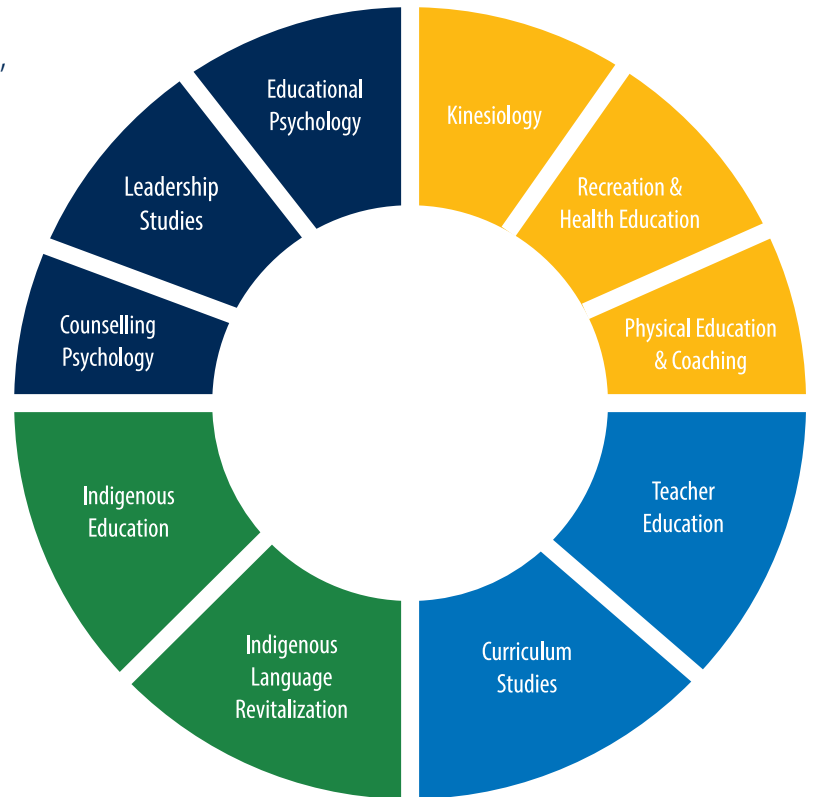 ,
Educational
Psychology
Kinesiology
Leadership
Studies
Recreation &
Health Education
Counselling
Psychology
Physical Education
& Coaching
Indigenous
Education
Teacher
Education
Indigenous
Language
Revitalization
Curriculum
Studies